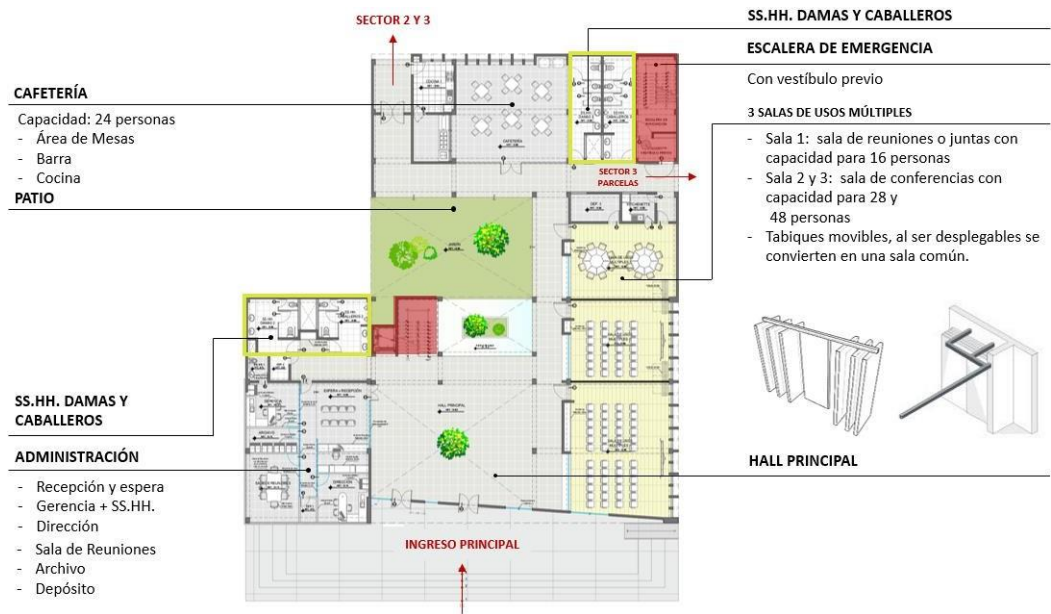 SECTOR 2 Y 3
SS.HH. DAMAS Y CABALLEROS
ESCALERA DE EMERGENCIA
Con vestíbulo previo
3 SALAS DE USOS MÚLTIPLES
- Sala 1: sala de reuniones o juntas con
capacidad para 16 personas
- Sala 2 y 3: sala de conferencias con
capacidad para 28 y
48 personas
- Tabiques movibles, al ser desplegables se
convierten en una sala común.
CAFETERÍA
Capacidad: 24 personas
- Área de Mesas
- Barra
- Cocina
PATIO
SECTOR 3
PARCELAS
SS.HH. DAMAS Y
CABALLEROS
ADMINISTRACIÓN
- Recepción y espera
- Gerencia + SS.HH.
- Dirección
- Sala de Reuniones
- Archivo
- Depósito
HALL PRINCIPAL
HALL PRINCIPAL
INGRESO PRINCIPAL